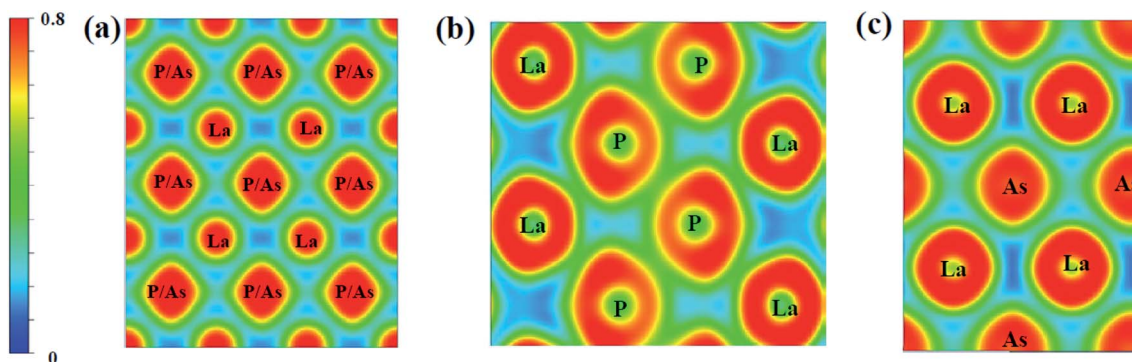 0.8
0
(a)
P/As P/As P/As
La La
P/As P/As P/As
La La
P/As P/As P/As
(b)
La P
P La
La P
P La
(c)
La La
As A
La La
As